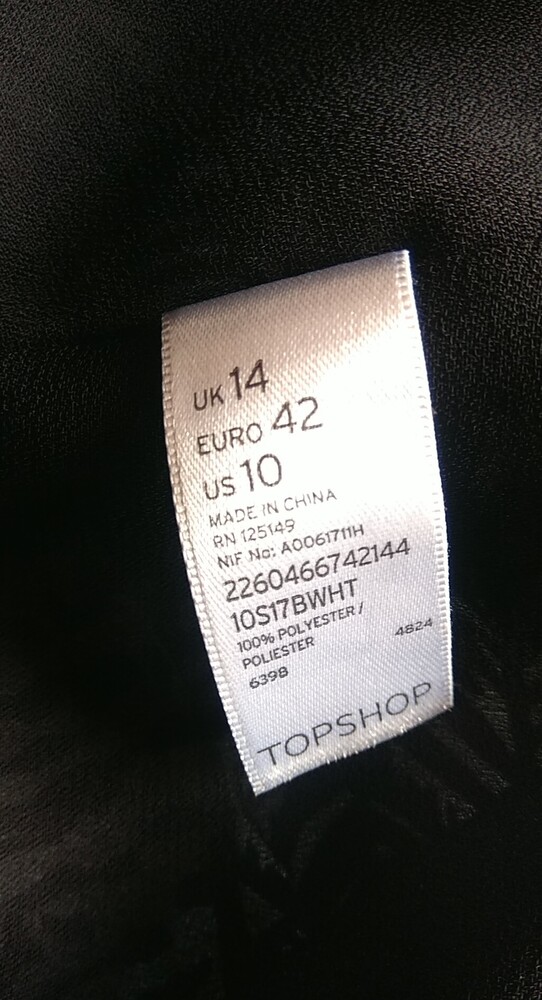 UK 14
EURO 42
US 10
MADE IN CHINA
RN 125149
NIF No: A0061711H
2260466742144
10S17BWHT
100% POLYESTER /
POLIESTER 4824
6398
TOPSHOP